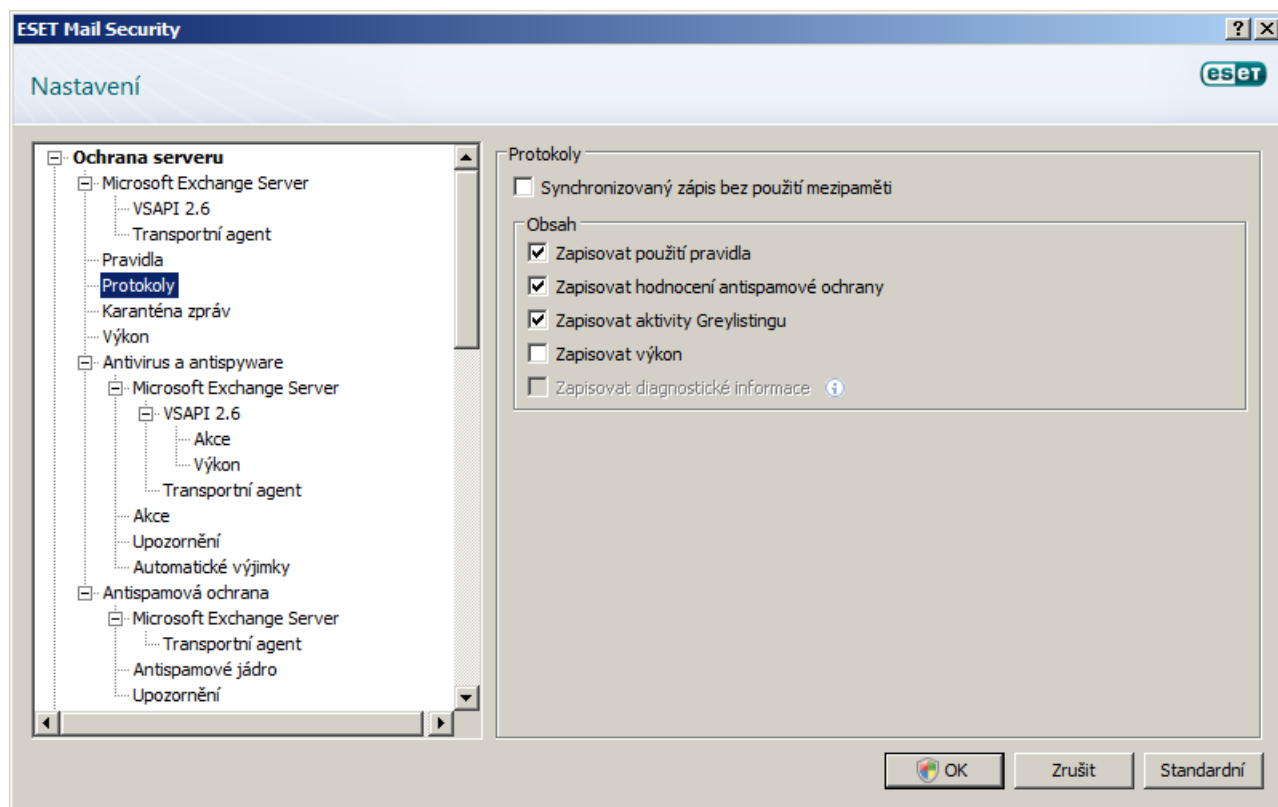 ESET Mail Security
Nastavení
eseT
Ochrana serveru
Microsoft Exchange Server
VSAPI 2.6
Transportní agent
Pravidla
Protokoly
Karanténa zpráv
Výkon
Antivirus a antispyware
Microsoft Exchange Server
VSAPI 2.6
Akce
Výkon
Transportní agent
Akce
Upozornění
Automatické výjimky
Antispamová ochrana
Microsoft Exchange Server
Transportní agent
Antispamové jádro
Upozornění
Protokoly
Synchronizovaný zápis bez použití mezipaměti
Obsah
Zapisovat použití pravidla
Zapisovat hodnocení antispamové ochrany
Zapisovat aktivity Greylistingu
Zapisovat výkon
Zapisovat diagnostické informace
OK
Zrušit
Standardní